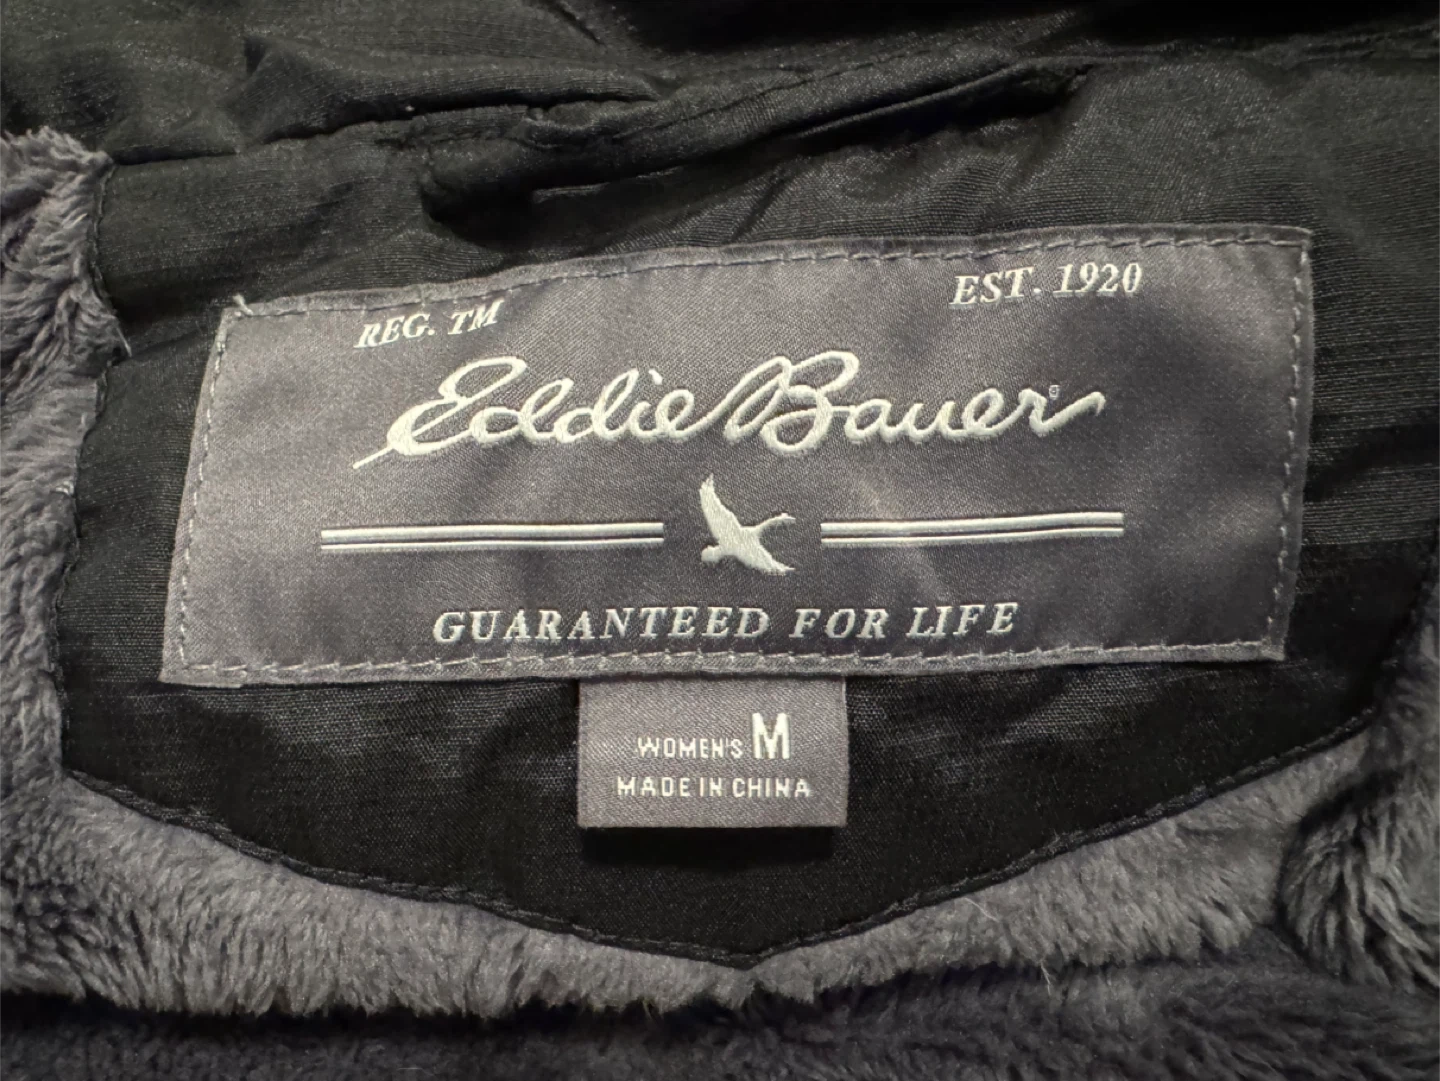 REG. TM
EST. 1920
Eddie Bauer®
GUARANTEED FOR LIFE
WOMEN'S M
MADE IN CHINA